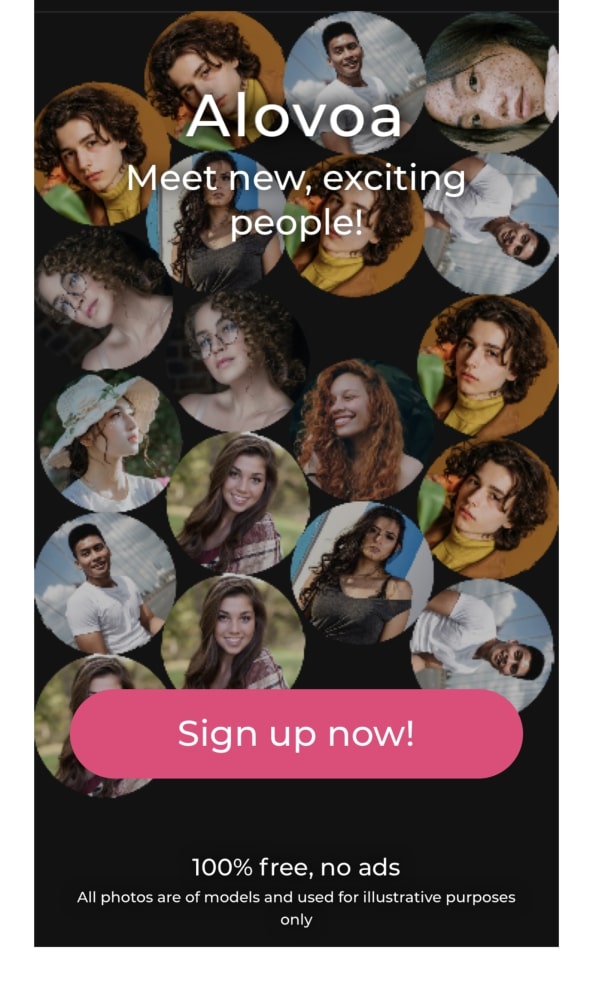 Alovoa
Meet new, exciting
people!
Sign up now!
100% free, no ads
All photos are of models and used for illustrative purposes
only